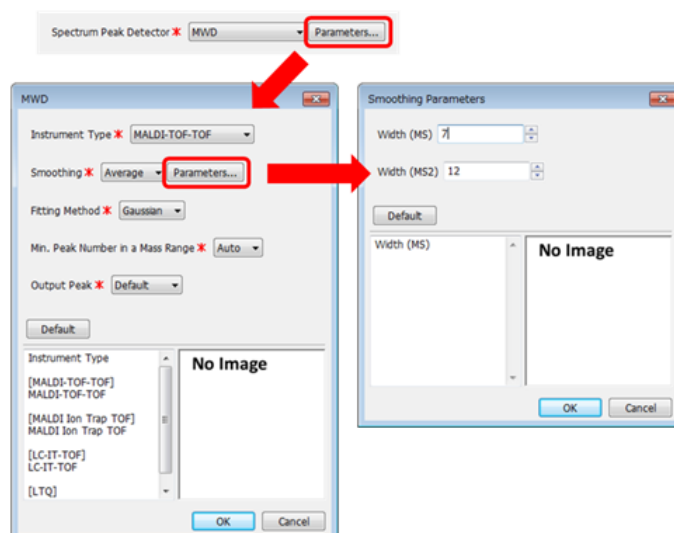 Spectrum Peak Detector * MWD Parameters...
MWD
Instrument Type * MALDI-TOF-TOF
Smoothing * Average Parameters...
Fitting Method * Gaussian
Min. Peak Number in a Mass Range * Auto
Output Peak * Default
Default
Instrument Type
[MALDI-TOF-TOF]
MALDI-TOF-TOF
[MALDI Ion Trap TOF]
MALDI Ion Trap TOF
[LC-IT-TOF]
LC-IT-TOF
[LTQ]
No Image
OK Cancel
Smoothing Parameters
Width (MS) 7
Width (MS2) 12
Default
Width (MS)
No Image
OK Cancel